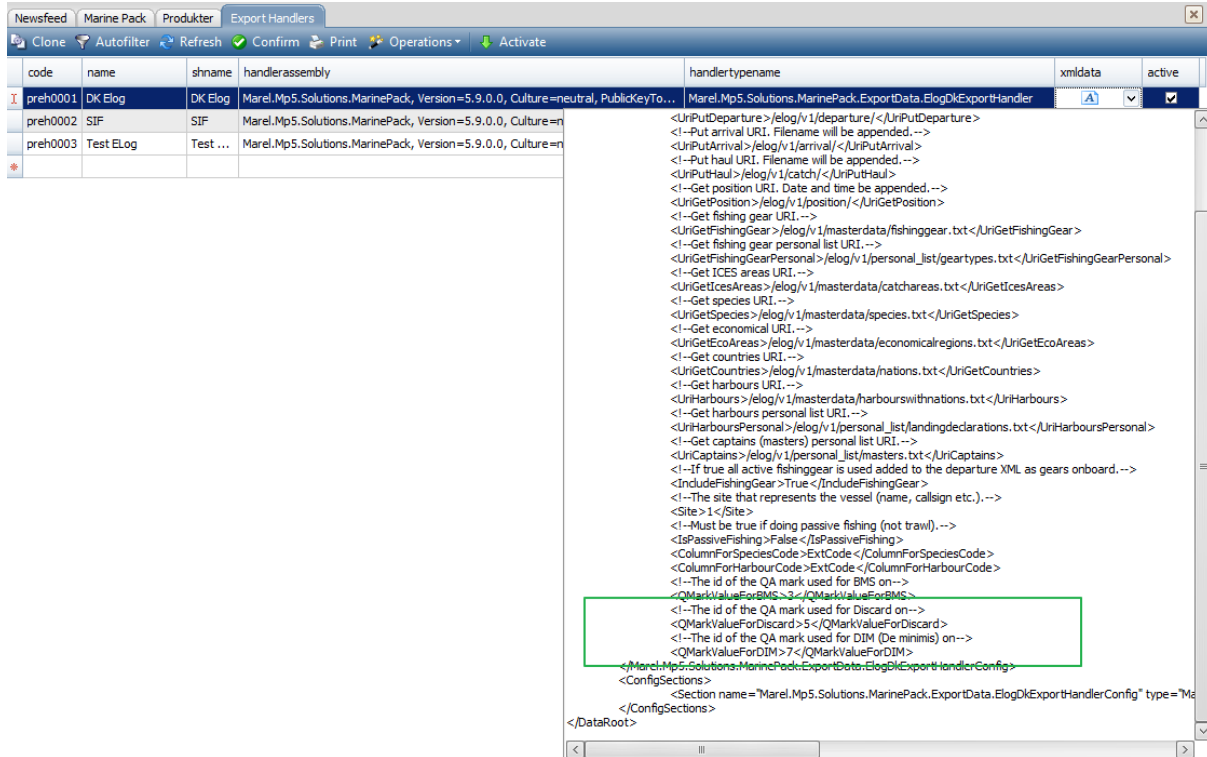 Newsfeed Marine Pack Produkter Export Handlers
Clone Autofilter Refresh Confirm Print Operations Activate
code name shname handlerassembly handlertypename xmldata active
preh0001 DK Elog DK Elog Marel.Mp5.Solutions.MarinePack, Version=5.9.0.0, Culture=neutral, PublicKeyTo... Marel.Mp5.Solutions.MarinePack.ExportData.ElogDkExportHandler A
preh0002 SIF SIF Marel.Mp5.Solutions.MarinePack, Version=5.9.0.0, Culture=n
preh0003 Test ELog Test ... Marel.Mp5.Solutions.MarinePack, Version=5.9.0.0, Culture=n
<UriPutDeparture>/elog/v1/departure/</UriPutDeparture>
<!--Put arrival URI. Filename will be appended.-->
<UriPutArrival>/elog/v1/arrival/</UriPutArrival>
<!--Put haul URI. Filename will be appended.-->
<UriPutHaul>/elog/v1/catch/</UriPutHaul>
<!--Get position URI. Date and time be appended.-->
<UriGetPosition>/elog/v1/position/</UriGetPosition>
<!--Get fishing gear URI.-->
<UriGetFishingGear>/elog/v1/masterdata/fishinggear.txt</UriGetFishingGear>
<!--Get fishing gear personal list URI.-->
<UriGetFishingGearPersonal>/elog/v1/personal_list/geartypes.txt</UriGetFishingGearPersonal>
<!--Get ICES areas URI.-->
<UriGetIcesAreas>/elog/v1/masterdata/catchareas.txt</UriGetIcesAreas>
<!--Get species URI.-->
<UriGetSpecies>/elog/v1/masterdata/species.txt</UriGetSpecies>
<!--Get economical URI.-->
<UriGetEcoAreas>/elog/v1/masterdata/economicalregions.txt</UriGetEcoAreas>
<!--Get countries URI.-->
<UriGetCountries>/elog/v1/masterdata/nations.txt</UriGetCountries>
<!--Get harbours URI.-->
<UriHarbours>/elog/v1/masterdata/harbourswithnations.txt</UriHarbours>
<!--Get harbours personal list URI.-->
<UriHarboursPersonal>/elog/v1/personal_list/landingdeclarations.txt</UriHarboursPersonal>
<!--Get captains (masters) personal list URI.-->
<UriCaptains>/elog/v1/personal_list/masters.txt</UriCaptains>
<!--If true all active fishinggear is used added to the departure XML as gears onboard.-->
<IncludeFishingGear>True</IncludeFishingGear>
<!--The site that represents the vessel (name, callsign etc.).-->
<Site>1</Site>
<!--Must be true if doing passive fishing (not trawl).-->
<IsPassiveFishing>False</IsPassiveFishing>
<ColumnForSpeciesCode>ExtCode</ColumnForSpeciesCode>
<ColumnForHarbourCode>ExtCode</ColumnForHarbourCode>
<!--The id of the QA mark used for BMS on-->
<QMarkValueForBMS>3</QMarkValueForBMS>
<!--The id of the QA mark used for Discard on-->
<QMarkValueForDiscard>5</QMarkValueForDiscard>
<!--The id of the QA mark used for DIM (De minimis) on-->
<QMarkValueForDIM>7</QMarkValueForDIM>
</Marel.Mp5.Solutions.MarinePack.ExportData.ElogDkExportHandlerConfig>
<ConfigSections>
<Section name="Marel.Mp5.Solutions.MarinePack.ExportData.ElogDkExportHandlerConfig" type="Ma
</ConfigSections>
</DataRoot>